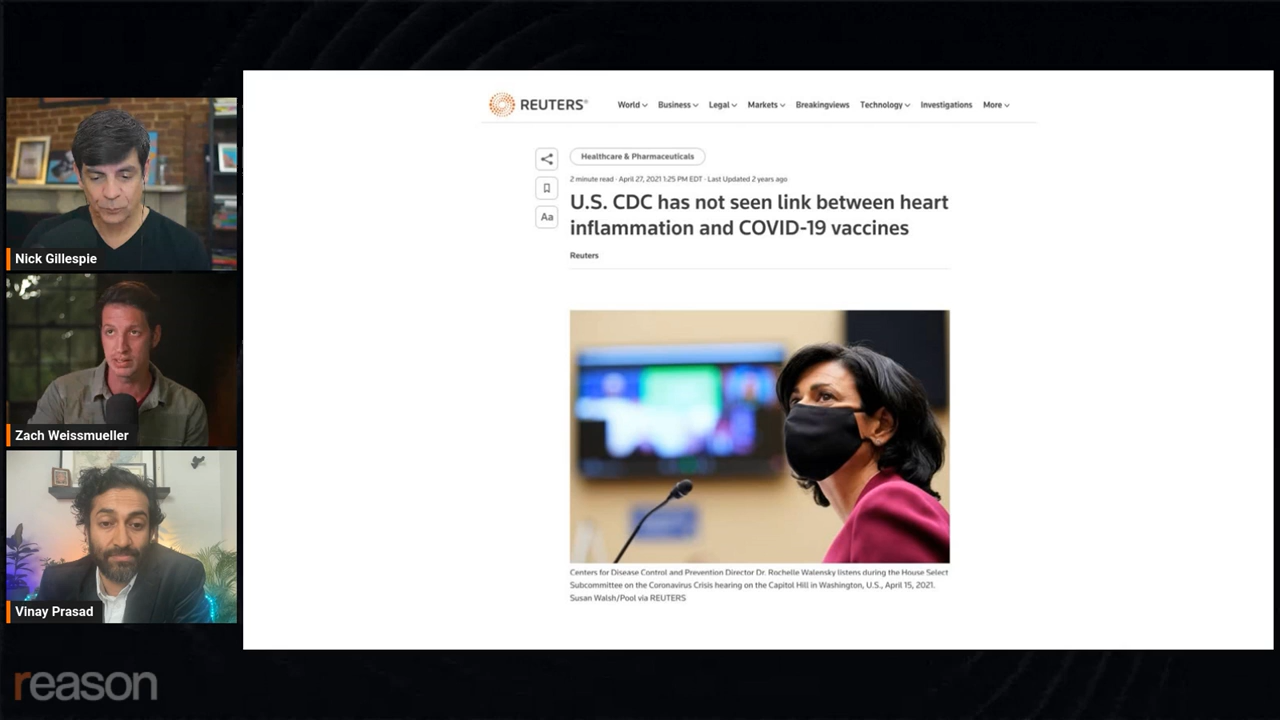 Nick Gillespie
Zach Weissmueller
Vinay Prasad
reason
REUTERS®
World Business Legal Markets Breakingviews Technology Investigations More
Healthcare & Pharmaceuticals
2 minute read · April 27, 2021 1:25 PM EDT · Last Updated 2 years ago
Aa
U.S. CDC has not seen link between heart
inflammation and COVID-19 vaccines
Reuters
Centers for Disease Control and Prevention Director Dr. Rochelle Walensky listens during the House Select
Subcommittee on the Coronavirus Crisis hearing on the Capitol Hill in Washington, U.S., April 15, 2021.
Susan Walsh/Pool via REUTERS